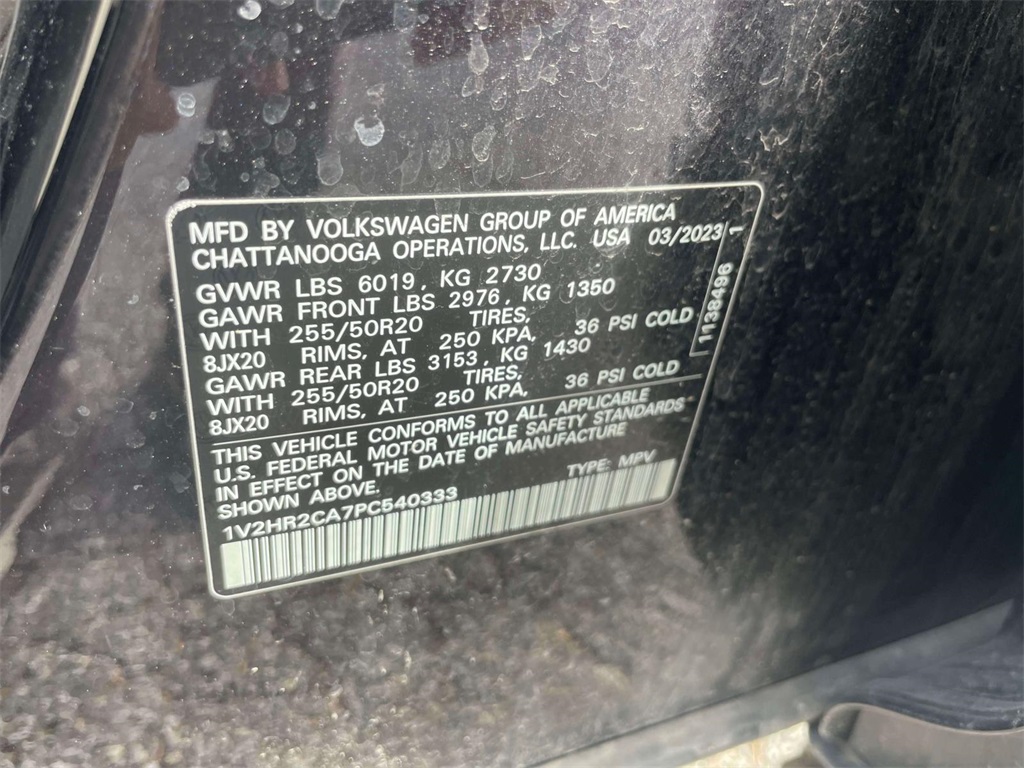 MFD BY VOLKSWAGEN GROUP OF AMERICA
CHATTANOOGA OPERATIONS, LLC. USA 03/2023
GVWR LBS 6019, KG 2730
GAWR FRONT LBS 2976, KG 1350
WITH 255/50R20 TIRES,
8JX20 RIMS, AT 250 KPA, 36 PSI COLD
GAWR REAR LBS 3153, KG 1430
WITH 255/50R20 TIRES,
8JX20 RIMS, AT 250 KPA, 36 PSI COLD
THIS VEHICLE CONFORMS TO ALL APPLICABLE
U.S. FEDERAL MOTOR VEHICLE SAFETY STANDARDS
IN EFFECT ON THE DATE OF MANUFACTURE
SHOWN ABOVE. TYPE: MPV
1V2HR2CA7PC540333
1138496 1